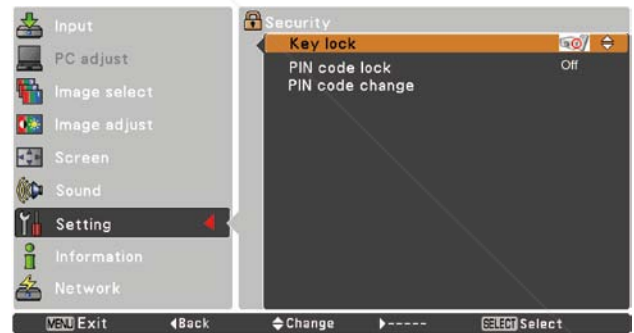 Input
PC adjust
Image select
Image adjust
Screen
Sound
Setting
Information
Network
Security
Key lock
PIN code lock Off
PIN code change
MENU Exit Back Change ----- SELECT Select